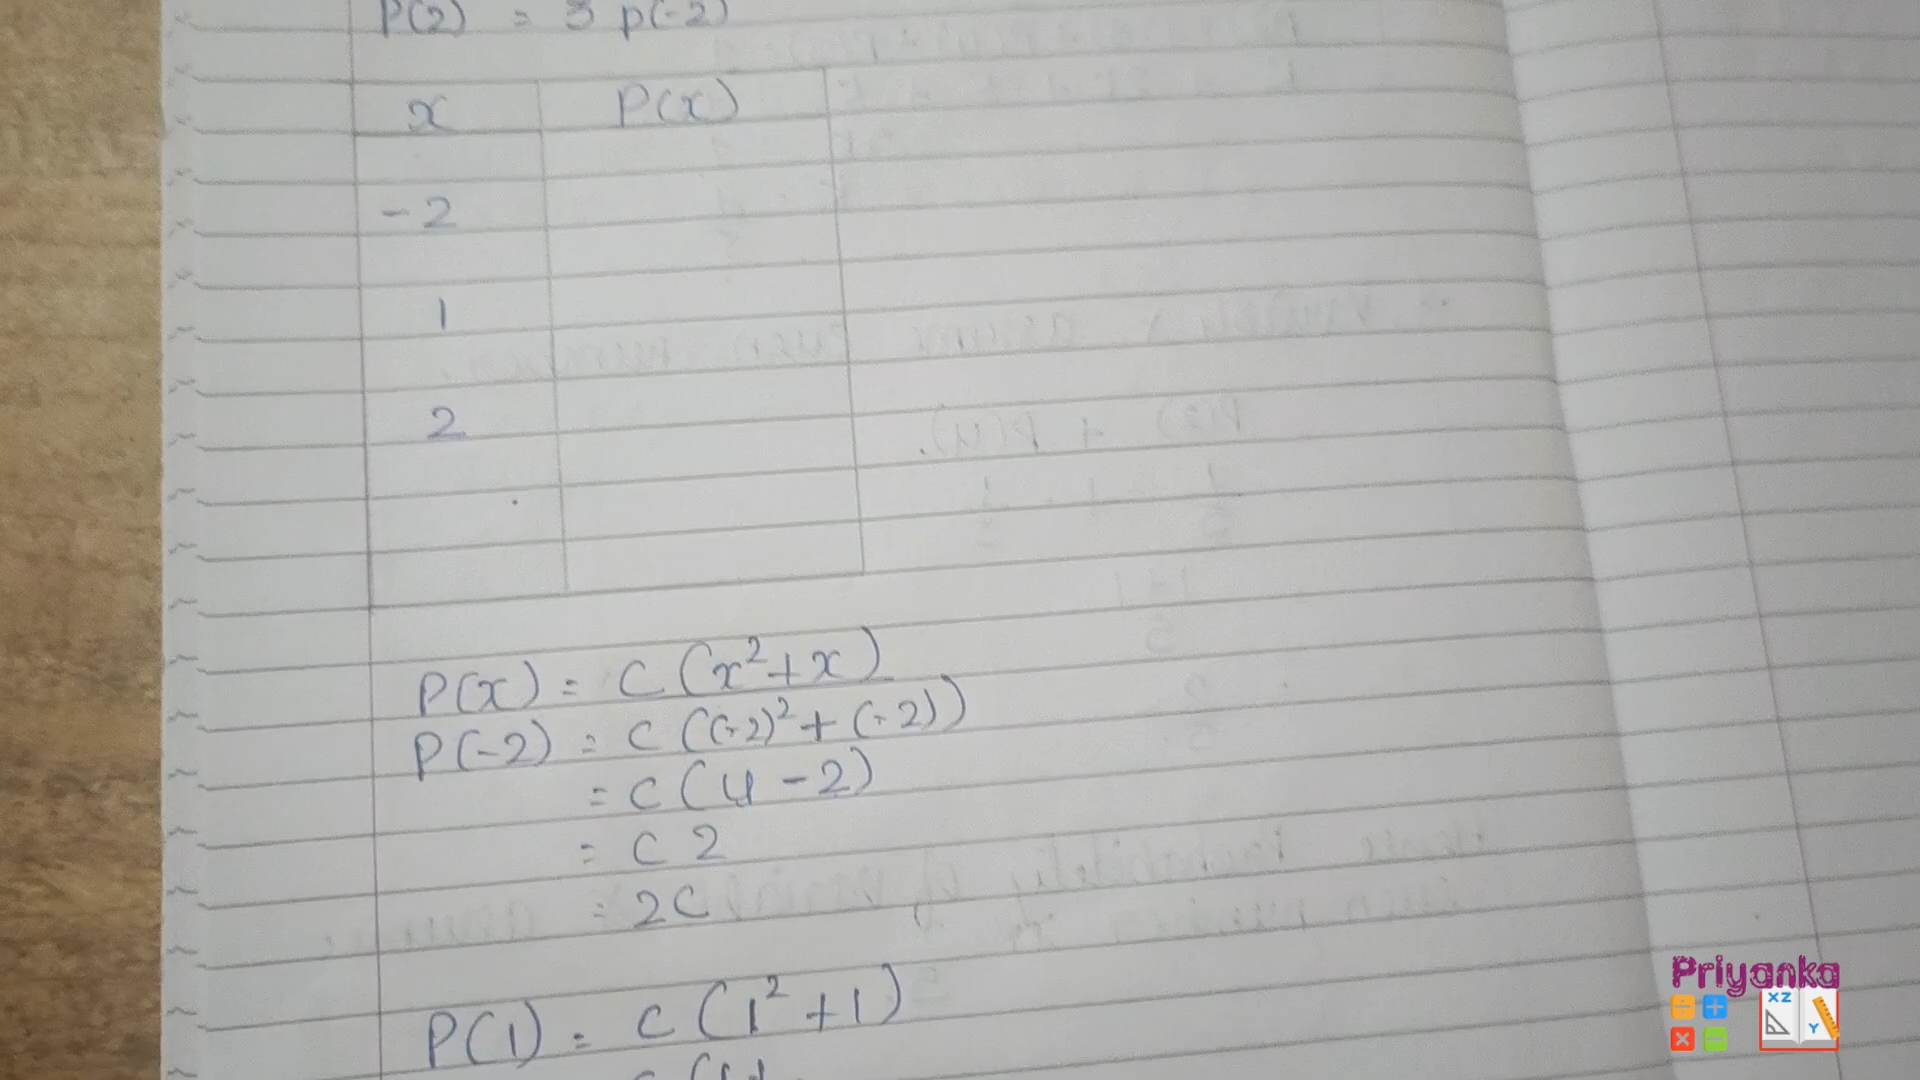 P(2) = 3 p(-2)
x P(x)
-2
1
2
P(x) = C (x²+x)
P(-2) = C ((-2)²+(-2))
= C (4-2)
= C 2
= 2C
P(1) = C (1²+1)
Priyanka
XZ
Y